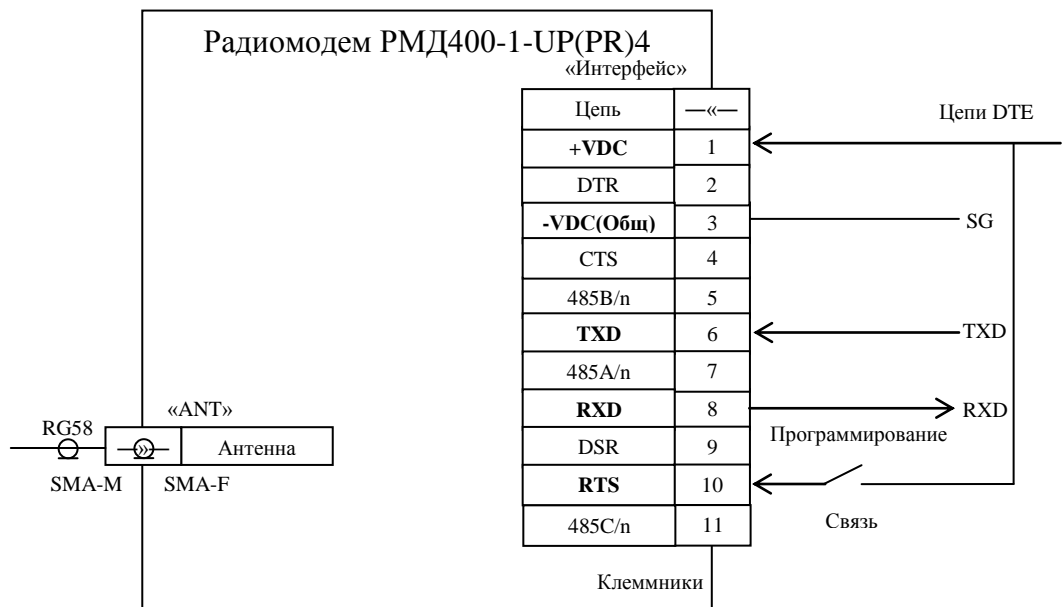 Радиомодем РМД400-1-UP(PR)4
«Интерфейс»
Цепь —«—
Цепи DTE
+VDC 1
DTR 2
-VDC(Общ) 3 SG
CTS 4
485B/n 5
TXD 6 TXD
485A/n 7
«ANT»
RXD 8 RXD
RG58
Программирование
Антенна
DSR 9
SMA-M SMA-F
RTS 10
Связь
485C/n 11
Клеммники